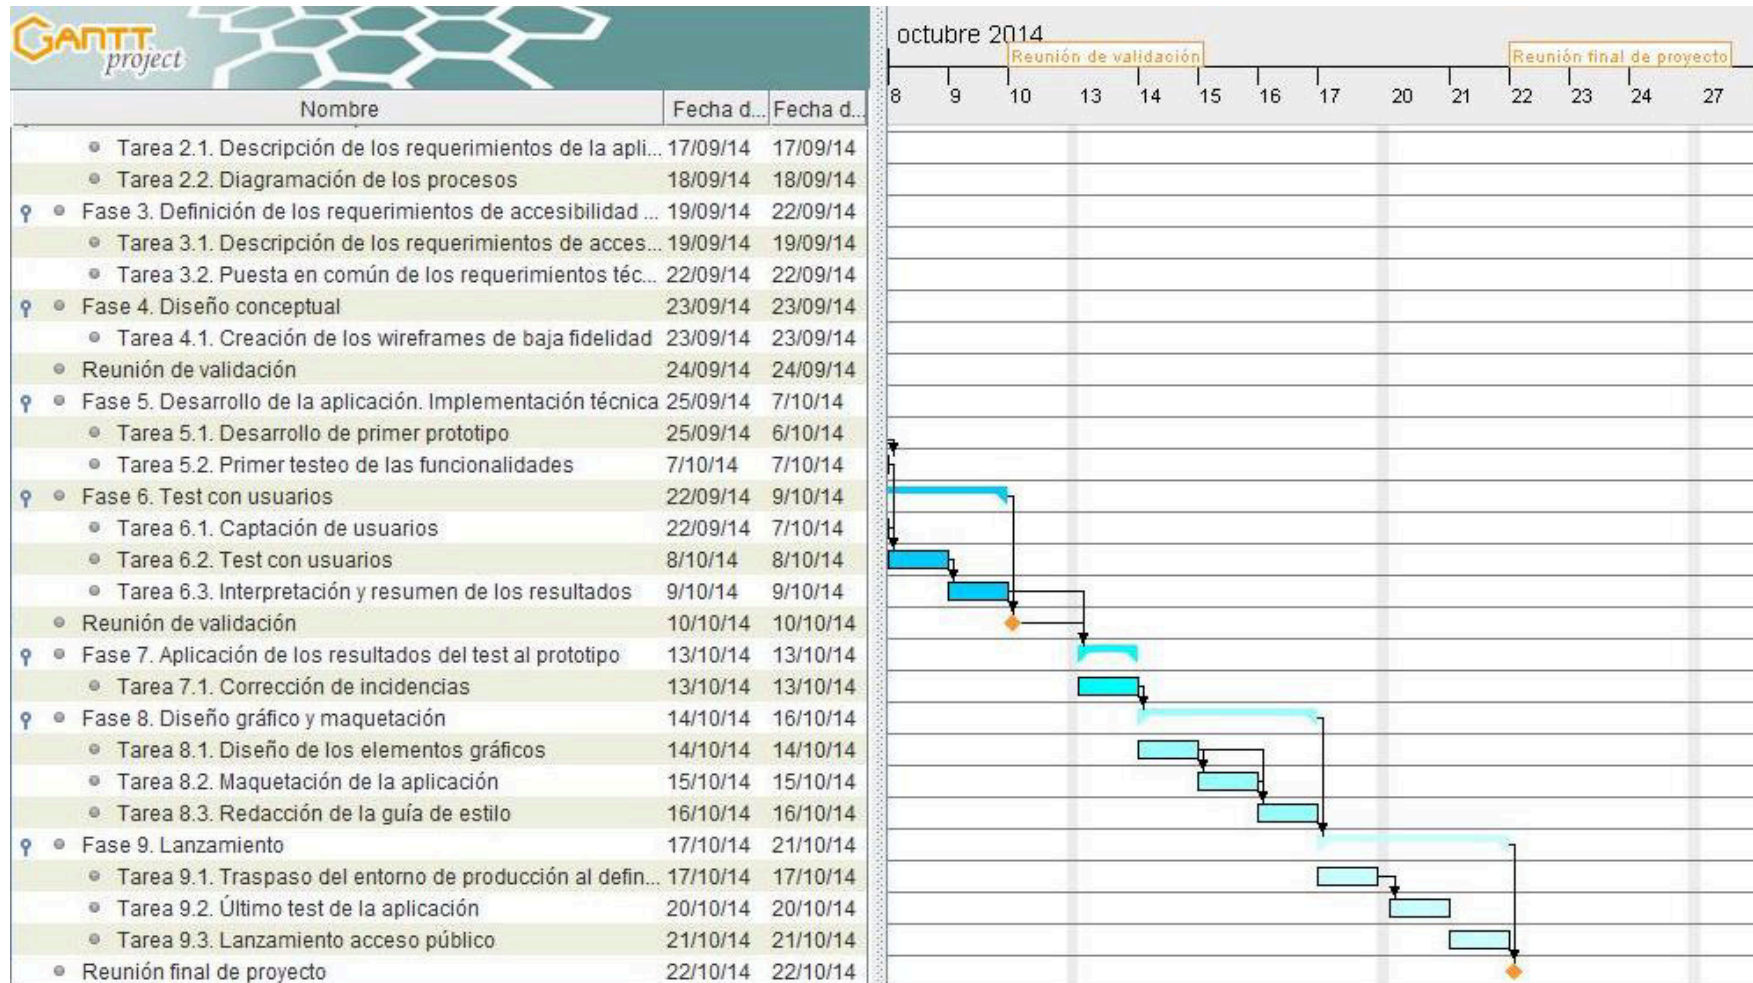 GANTT
project
octubre 2014
Reunión de validación
Reunión final de proyecto
8 9 10 13 14 15 16 17 20 21 22 23 24 27
Nombre Fecha d... Fecha d...
Tarea 2.1. Descripción de los requerimientos de la apli... 17/09/14 17/09/14
Tarea 2.2. Diagramación de los procesos 18/09/14 18/09/14
Fase 3. Definición de los requerimientos de accesibilidad ... 19/09/14 22/09/14
Tarea 3.1. Descripción de los requerimientos de acces... 19/09/14 19/09/14
Tarea 3.2. Puesta en común de los requerimientos téc... 22/09/14 22/09/14
Fase 4. Diseño conceptual 23/09/14 23/09/14
Tarea 4.1. Creación de los wireframes de baja fidelidad 23/09/14 23/09/14
Reunión de validación 24/09/14 24/09/14
Fase 5. Desarrollo de la aplicación. Implementación técnica 25/09/14 7/10/14
Tarea 5.1. Desarrollo de primer prototipo 25/09/14 6/10/14
Tarea 5.2. Primer testeo de las funcionalidades 7/10/14 7/10/14
Fase 6. Test con usuarios 22/09/14 9/10/14
Tarea 6.1. Captación de usuarios 22/09/14 7/10/14
Tarea 6.2. Test con usuarios 8/10/14 8/10/14
Tarea 6.3. Interpretación y resumen de los resultados 9/10/14 9/10/14
Reunión de validación 10/10/14 10/10/14
Fase 7. Aplicación de los resultados del test al prototipo 13/10/14 13/10/14
Tarea 7.1. Corrección de incidencias 13/10/14 13/10/14
Fase 8. Diseño gráfico y maquetación 14/10/14 16/10/14
Tarea 8.1. Diseño de los elementos gráficos 14/10/14 14/10/14
Tarea 8.2. Maquetación de la aplicación 15/10/14 15/10/14
Tarea 8.3. Redacción de la guía de estilo 16/10/14 16/10/14
Fase 9. Lanzamiento 17/10/14 21/10/14
Tarea 9.1. Traspaso del entorno de producción al defin... 17/10/14 17/10/14
Tarea 9.2. Último test de la aplicación 20/10/14 20/10/14
Tarea 9.3. Lanzamiento acceso público 21/10/14 21/10/14
Reunión final de proyecto 22/10/14 22/10/14